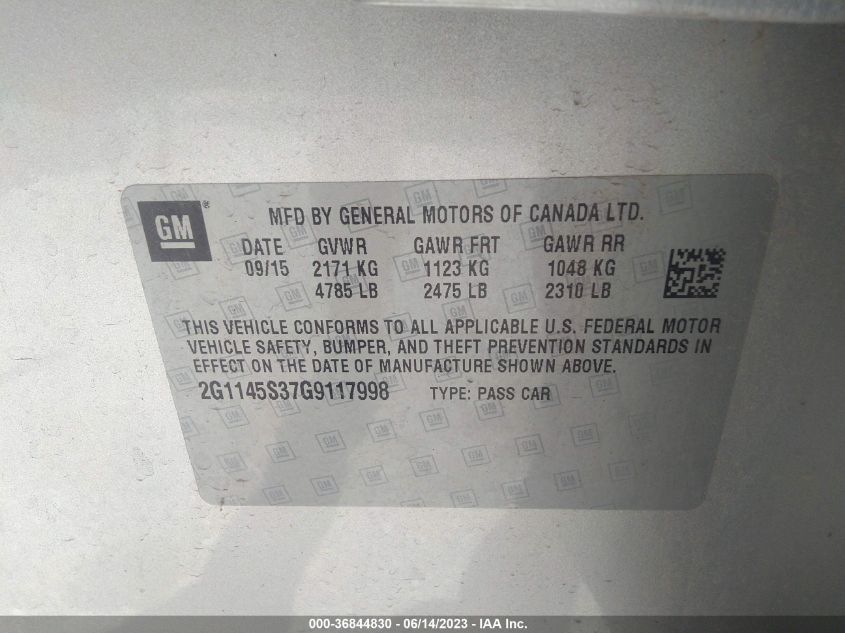 GM ®
MFD BY GENERAL MOTORS OF CANADA LTD.
DATE GVWR GAWR FRT GAWR RR
09/15 2171 KG 1123 KG 1048 KG
4785 LB 2475 LB 2310 LB
THIS VEHICLE CONFORMS TO ALL APPLICABLE U.S. FEDERAL MOTOR
VEHICLE SAFETY, BUMPER, AND THEFT PREVENTION STANDARDS IN
EFFECT ON THE DATE OF MANUFACTURE SHOWN ABOVE.
2G1145S37G9117998 TYPE: PASS CAR
000-36844830 - 06/14/2023 - IAA Inc.